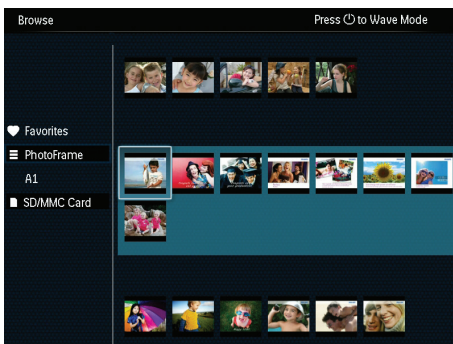 Browse
Press ⏻ to Wave Mode
Favorites
PhotoFrame
A1
SD/MMC Card